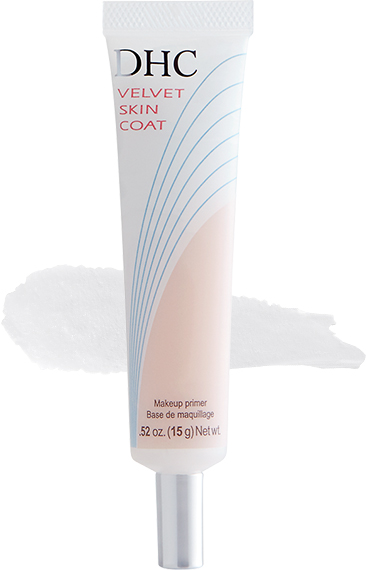 DHC
VELVET
SKIN
COAT
Makeup primer
Base de maquillage
.52 oz. (15 g) Net wt.